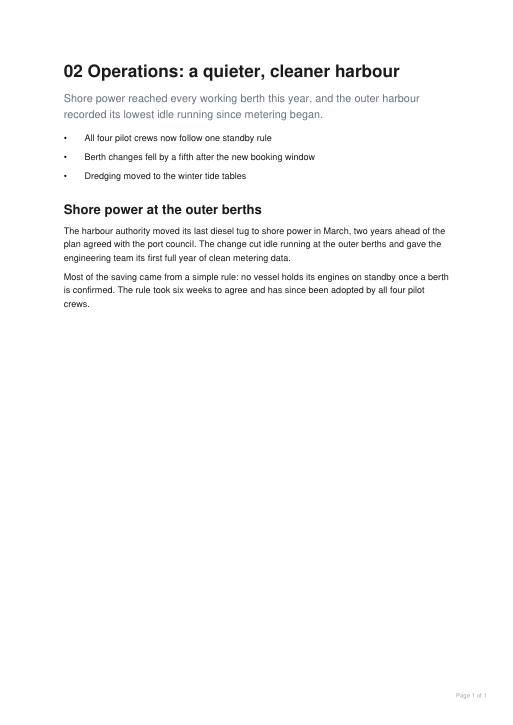 02 Operations: a quieter, cleaner harbour
Shore power reached every working berth this year, and the outer harbour
recorded its lowest idle running since metering began.
• All four pilot crews now follow one standby rule
• Berth changes fell by a fifth after the new booking window
• Dredging moved to the winter tide tables
Shore power at the outer berths
The harbour authority moved its last diesel tug to shore power in March, two years ahead of the
plan agreed with the port council. The change cut idle running at the outer berths and gave the
engineering team its first full year of clean metering data.
Most of the saving came from a simple rule: no vessel holds its engines on standby once a berth
is confirmed. The rule took six weeks to agree and has since been adopted by all four pilot
crews.
Page 1 of 1